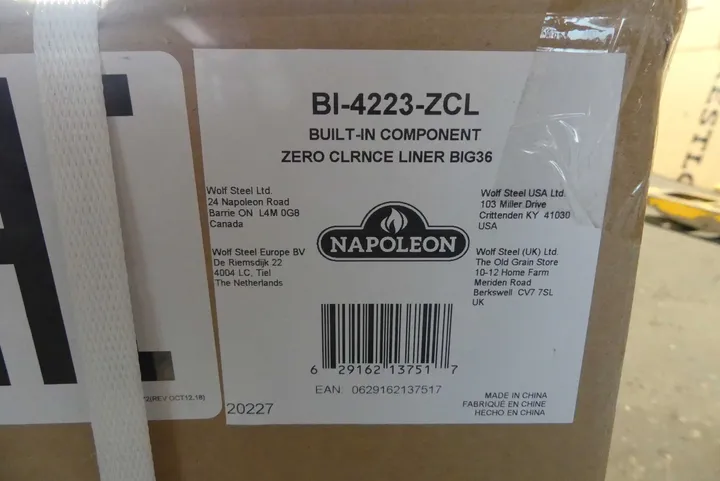 BI-4223-ZCL
BUILT-IN COMPONENT
ZERO CLRNCE LINER BIG36
Wolf Steel Ltd.
24 Napoleon Road
Barrie ON L4M 0G8
Canada
Wolf Steel USA Ltd.
103 Miller Drive
Crittenden KY 41030
USA
NAPOLEON
Wolf Steel Europe BV
De Riemsdijk 22
4004 LC, Tiel
The Netherlands
Wolf Steel (UK) Ltd.
The Old Grain Store
10-12 Home Farm
Meriden Road
Berkswell CV7 7SL
UK
6 29162 13751 7
EAN: 0629162137517
MADE IN CHINA
FABRIQUÉ EN CHINE
HECHO EN CHINA
20227
(REV OCT.12.18)